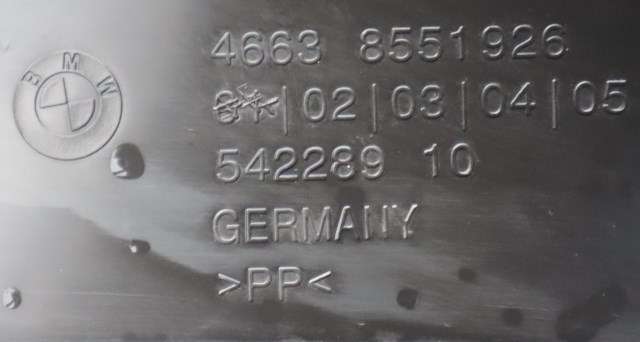 BMW
4663 8551926
|02|03|04|05
542289 10
GERMANY
>PP<